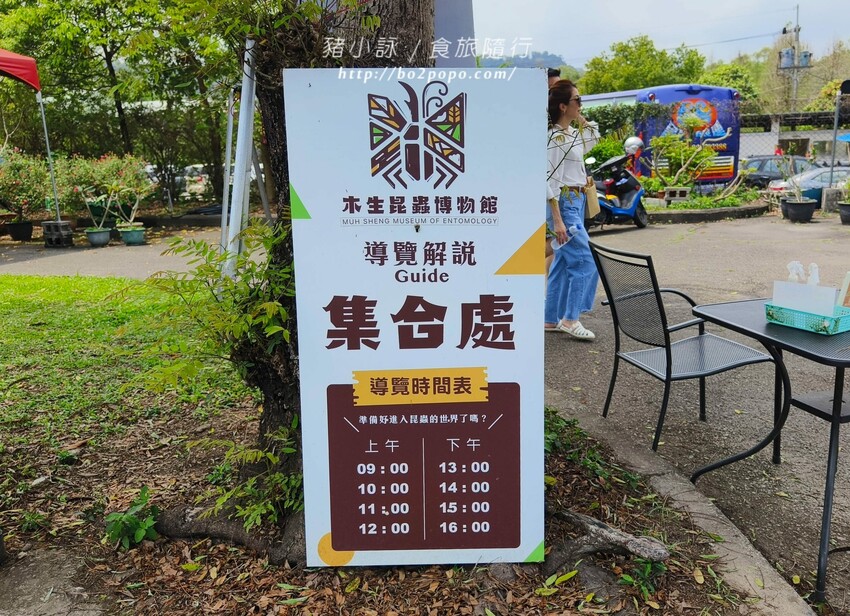 豬小詠 / 食旅隨行
http://bo2popo.com/
木生昆蟲博物館
MUH SHENG MUSEUM OF ENTOMOLOGY
導覽解說
Guide
集合處
導覽時間表
準備好進入昆蟲的世界了嗎？
上午 下午
09：00 13：00
10：00 14：00
11：00 15：00
12：00 16：00